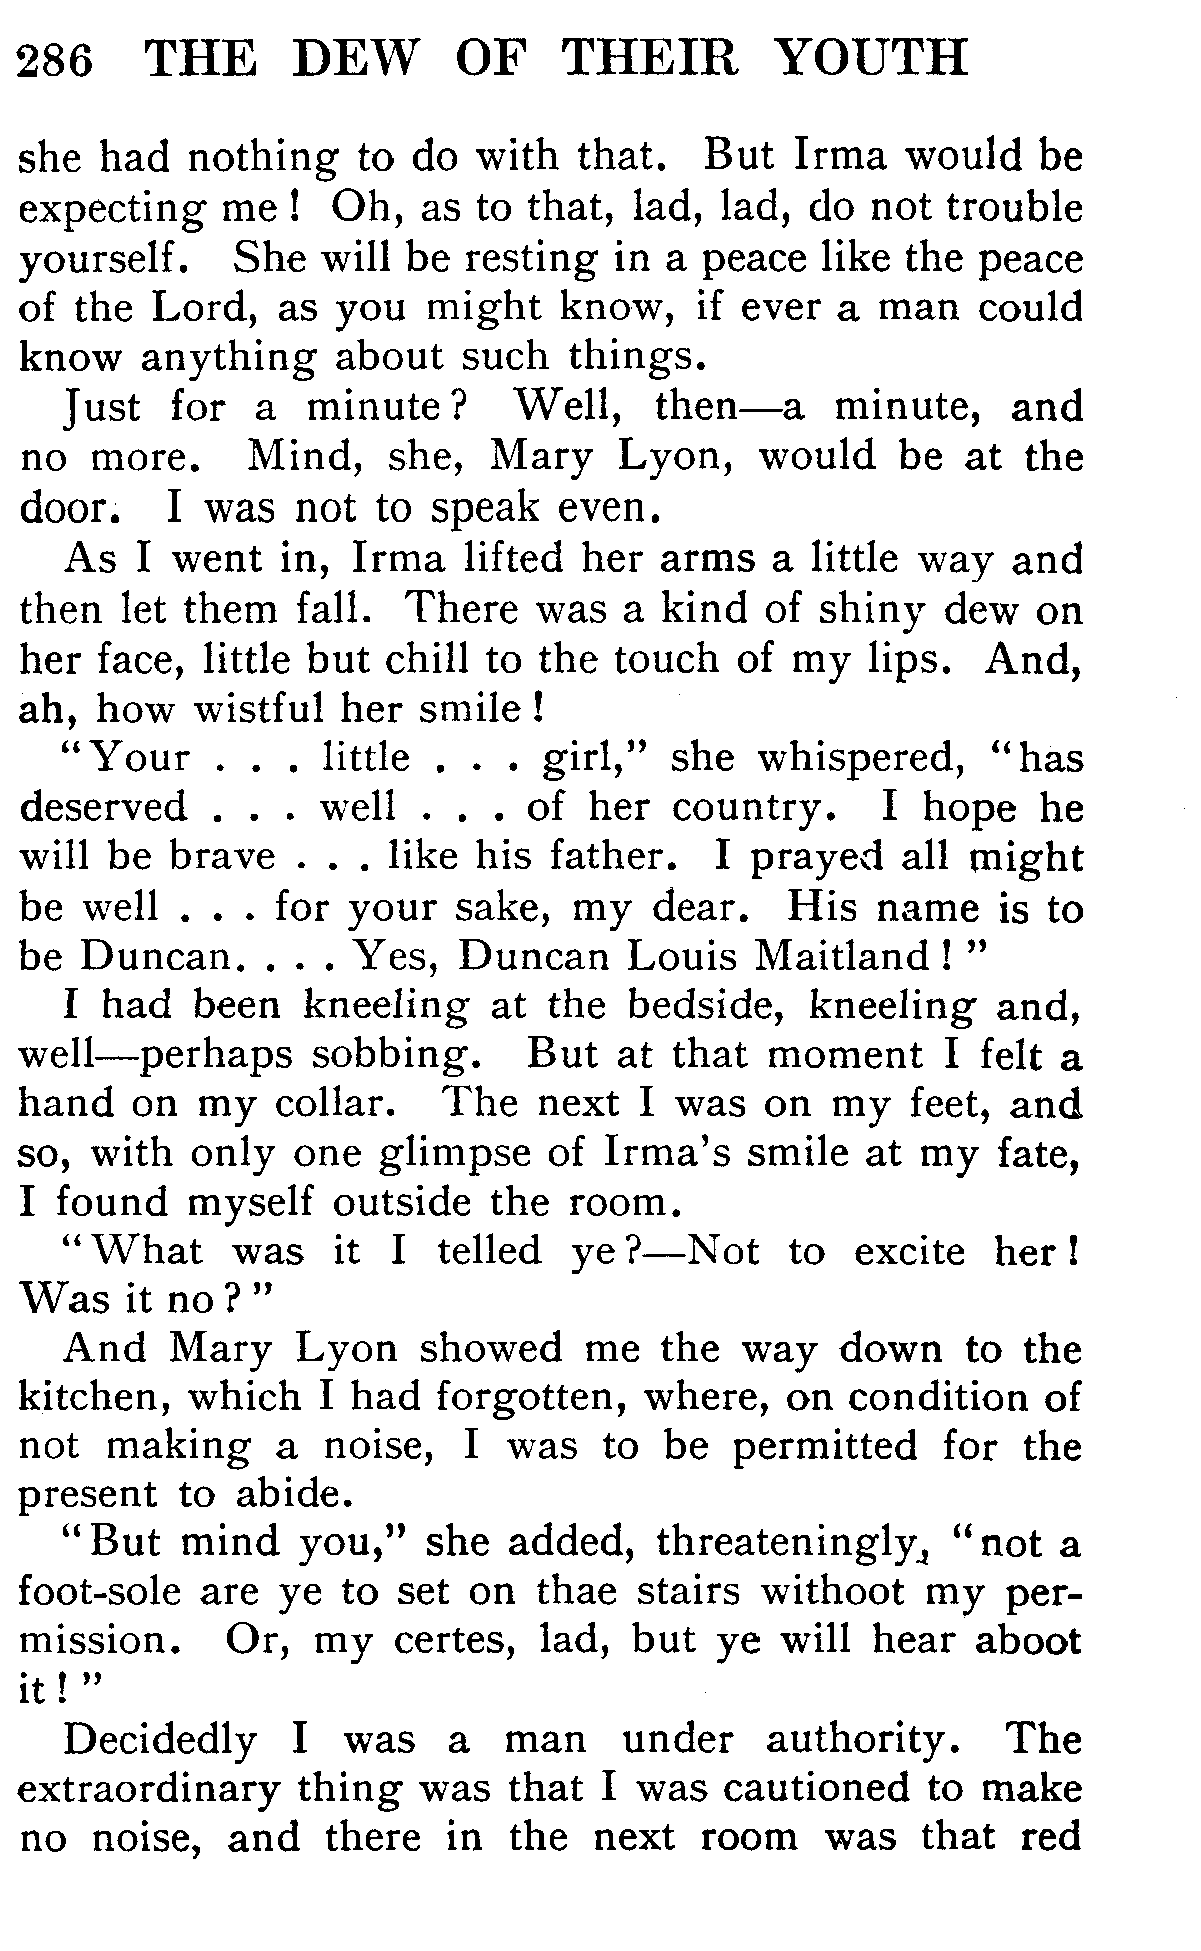 286 THE DEW OF THEIR YOUTH
she had nothing to do with that. But Irma would be
expecting me! Oh, as to that, lad, lad, do not trouble
yourself. She will be resting in a peace like the peace
of the Lord, as you might know, if ever a man could
know anything about such things.
Just for a minute? Well, then—a minute, and
no more. Mind, she, Mary Lyon, would be at the
door. I was not to speak even.
As I went in, Irma lifted her arms a little way and
then let them fall. There was a kind of shiny dew on
her face, little but chill to the touch of my lips. And,
ah, how wistful her smile!
“Your . . . little . . . girl,” she whispered, “has
deserved . . . well . . . of her country. I hope he
will be brave . . . like his father. I prayed all might
be well . . . for your sake, my dear. His name is to
be Duncan. . . . Yes, Duncan Louis Maitland!”
I had been kneeling at the bedside, kneeling and,
well—perhaps sobbing. But at that moment I felt a
hand on my collar. The next I was on my feet, and
so, with only one glimpse of Irma's smile at my fate,
I found myself outside the room.
“What was it I telled ye?—Not to excite her!
Was it no?”
And Mary Lyon showed me the way down to the
kitchen, which I had forgotten, where, on condition of
not making a noise, I was to be permitted for the
present to abide.
“But mind you,” she added, threateningly, “not a
foot-sole are ye to set on thae stairs withoot my per-
mission. Or, my certes, lad, but ye will hear aboot
it!”
Decidedly I was a man under authority. The
extraordinary thing was that I was cautioned to make
no noise, and there in the next room was that red